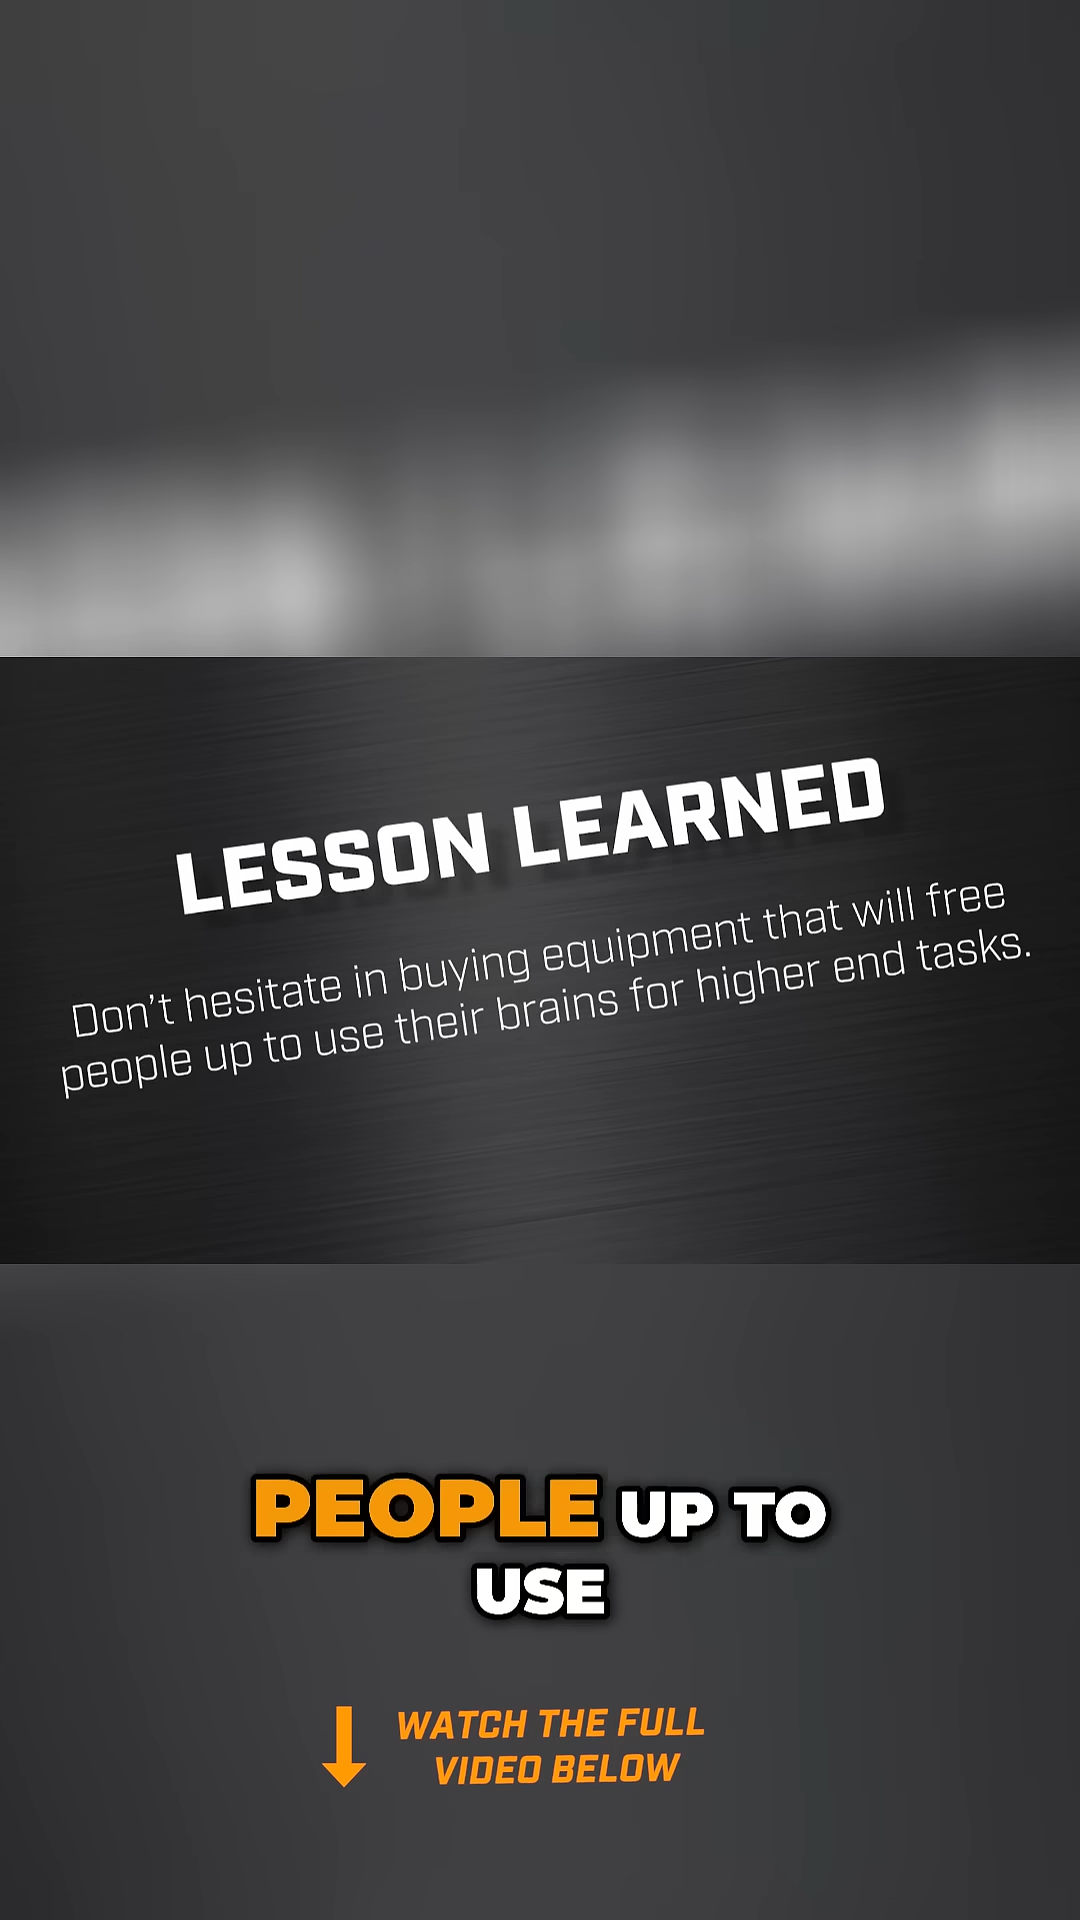 LESSON LEARNED
Don’t hesitate in buying equipment that will free
people up to use their brains for higher end tasks.
PEOPLE UP TO
USE
WATCH THE FULL
VIDEO BELOW